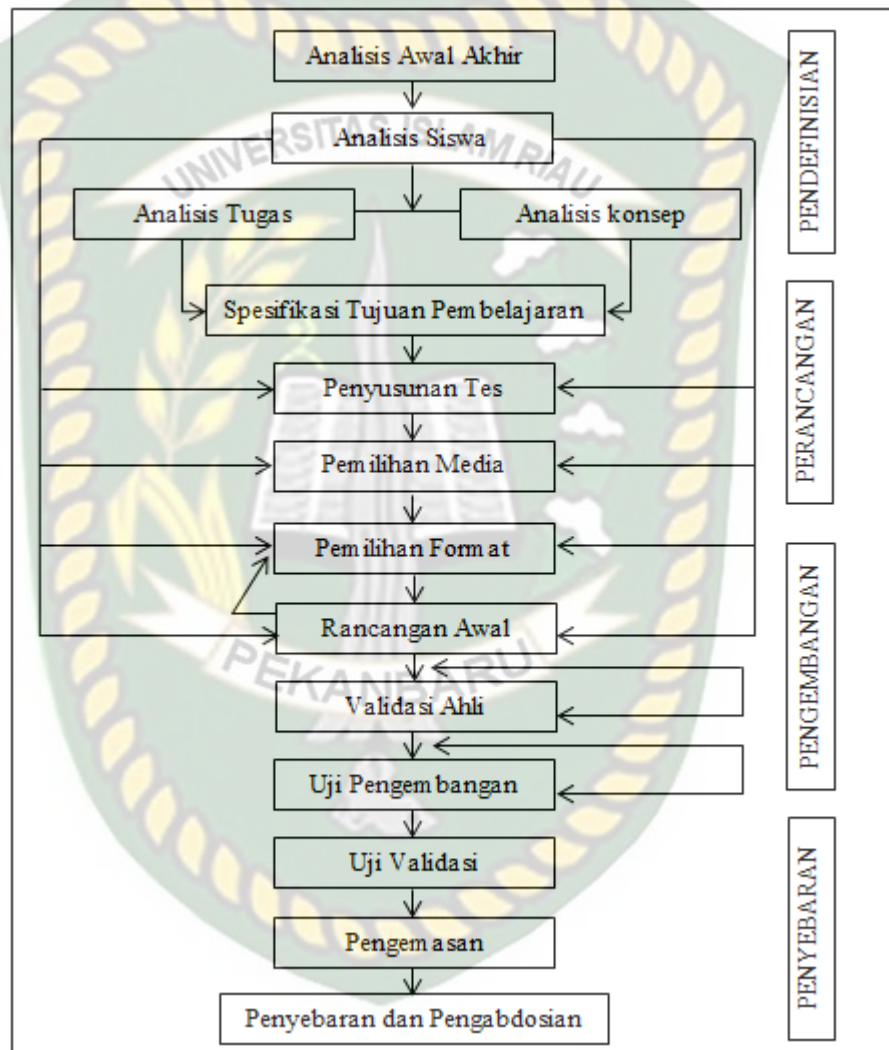 Analisis Awal Akhir
PENDEFINISIAN
UNIVERSITAS ISLAM RIAU
Analisis Siswa
Analisis Tugas
Analisis konsep
Spesifikasi Tujuan Pembelajaran
PERANCANGAN
Penyusunan Tes
Pemilihan Media
Pemilihan Format
PENGEMBANGAN
Rancangan Awal
PEKANBARU
Validasi Ahli
Uji Pengembangan
Uji Validasi
PENYEBARAN
Pengemasan
Penyebaran dan Pengabdosian